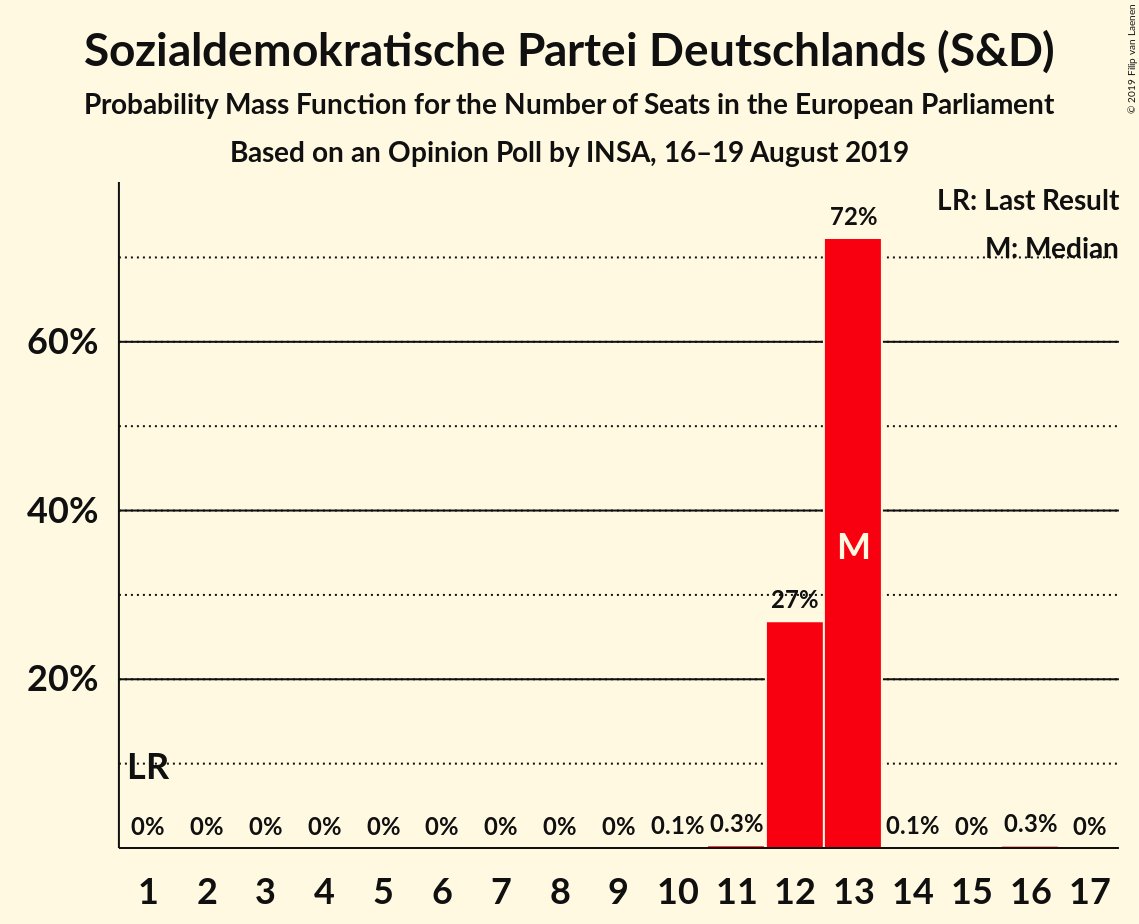 Sozialdemokratische Partei Deutschlands (S&D)
Probability Mass Function for the Number of Seats in the European Parliament
Based on an Opinion Poll by INSA, 16–19 August 2019
© 2019 Filip van Laenen
LR: Last Result
M: Median
72%
60%
40%
M
27%
20%
LR
0% 0% 0% 0% 0% 0% 0% 0% 0% 0.1% 0.3% 0.1% 0% 0.3% 0%
1 2 3 4 5 6 7 8 9 10 11 12 13 14 15 16 17